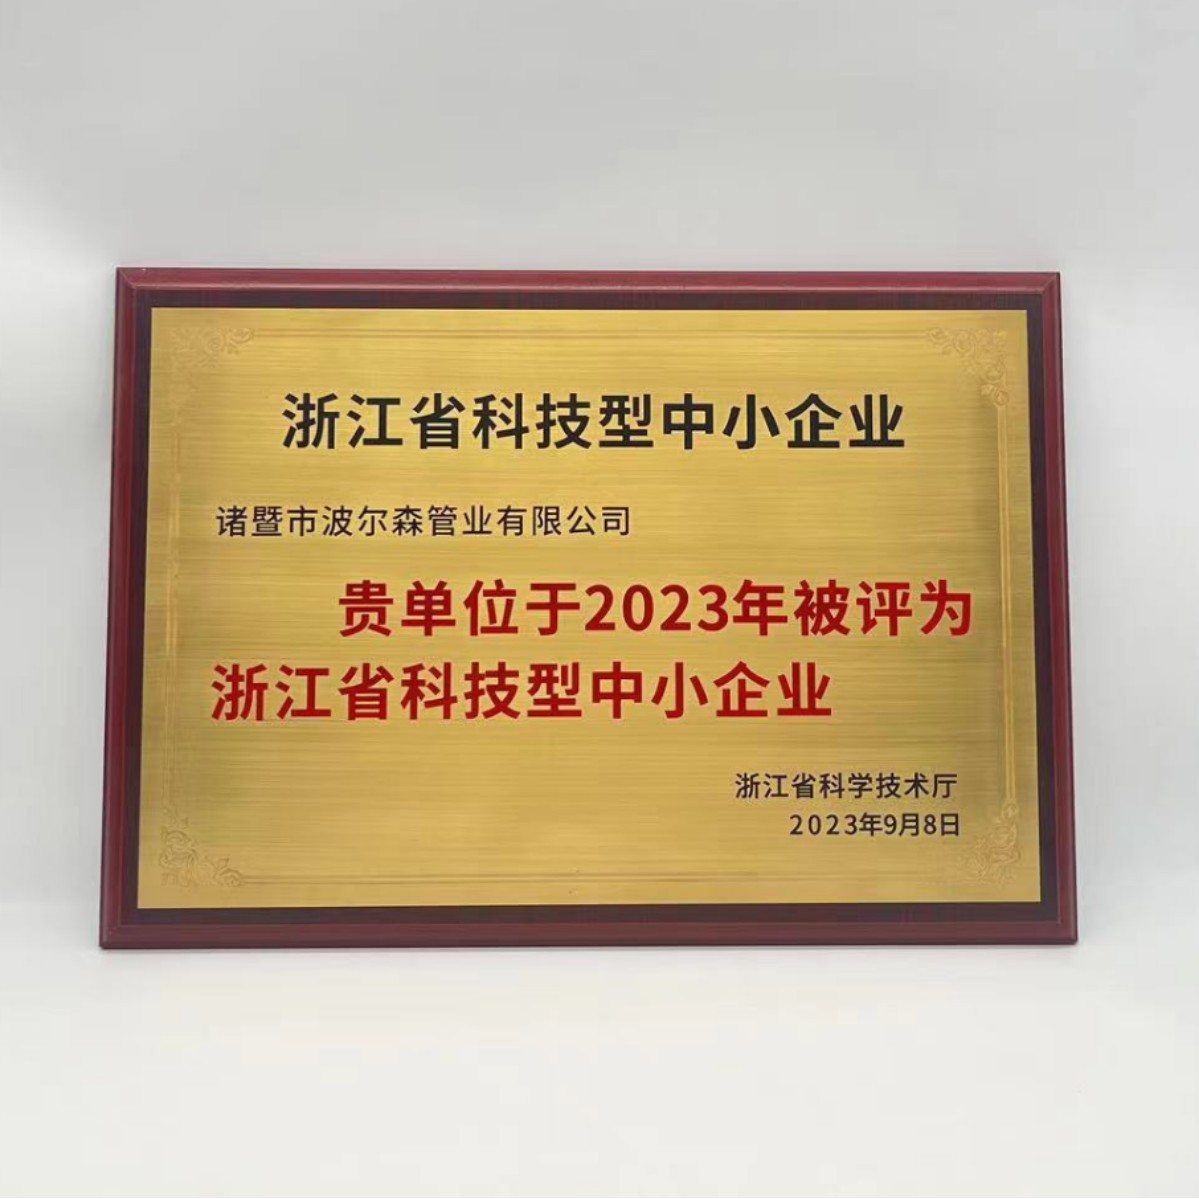 浙江省科技型中小企业
诸暨市波尔森管业有限公司
贵单位于2023年被评为
浙江省科技型中小企业
浙江省科学技术厅
2023年9月8日